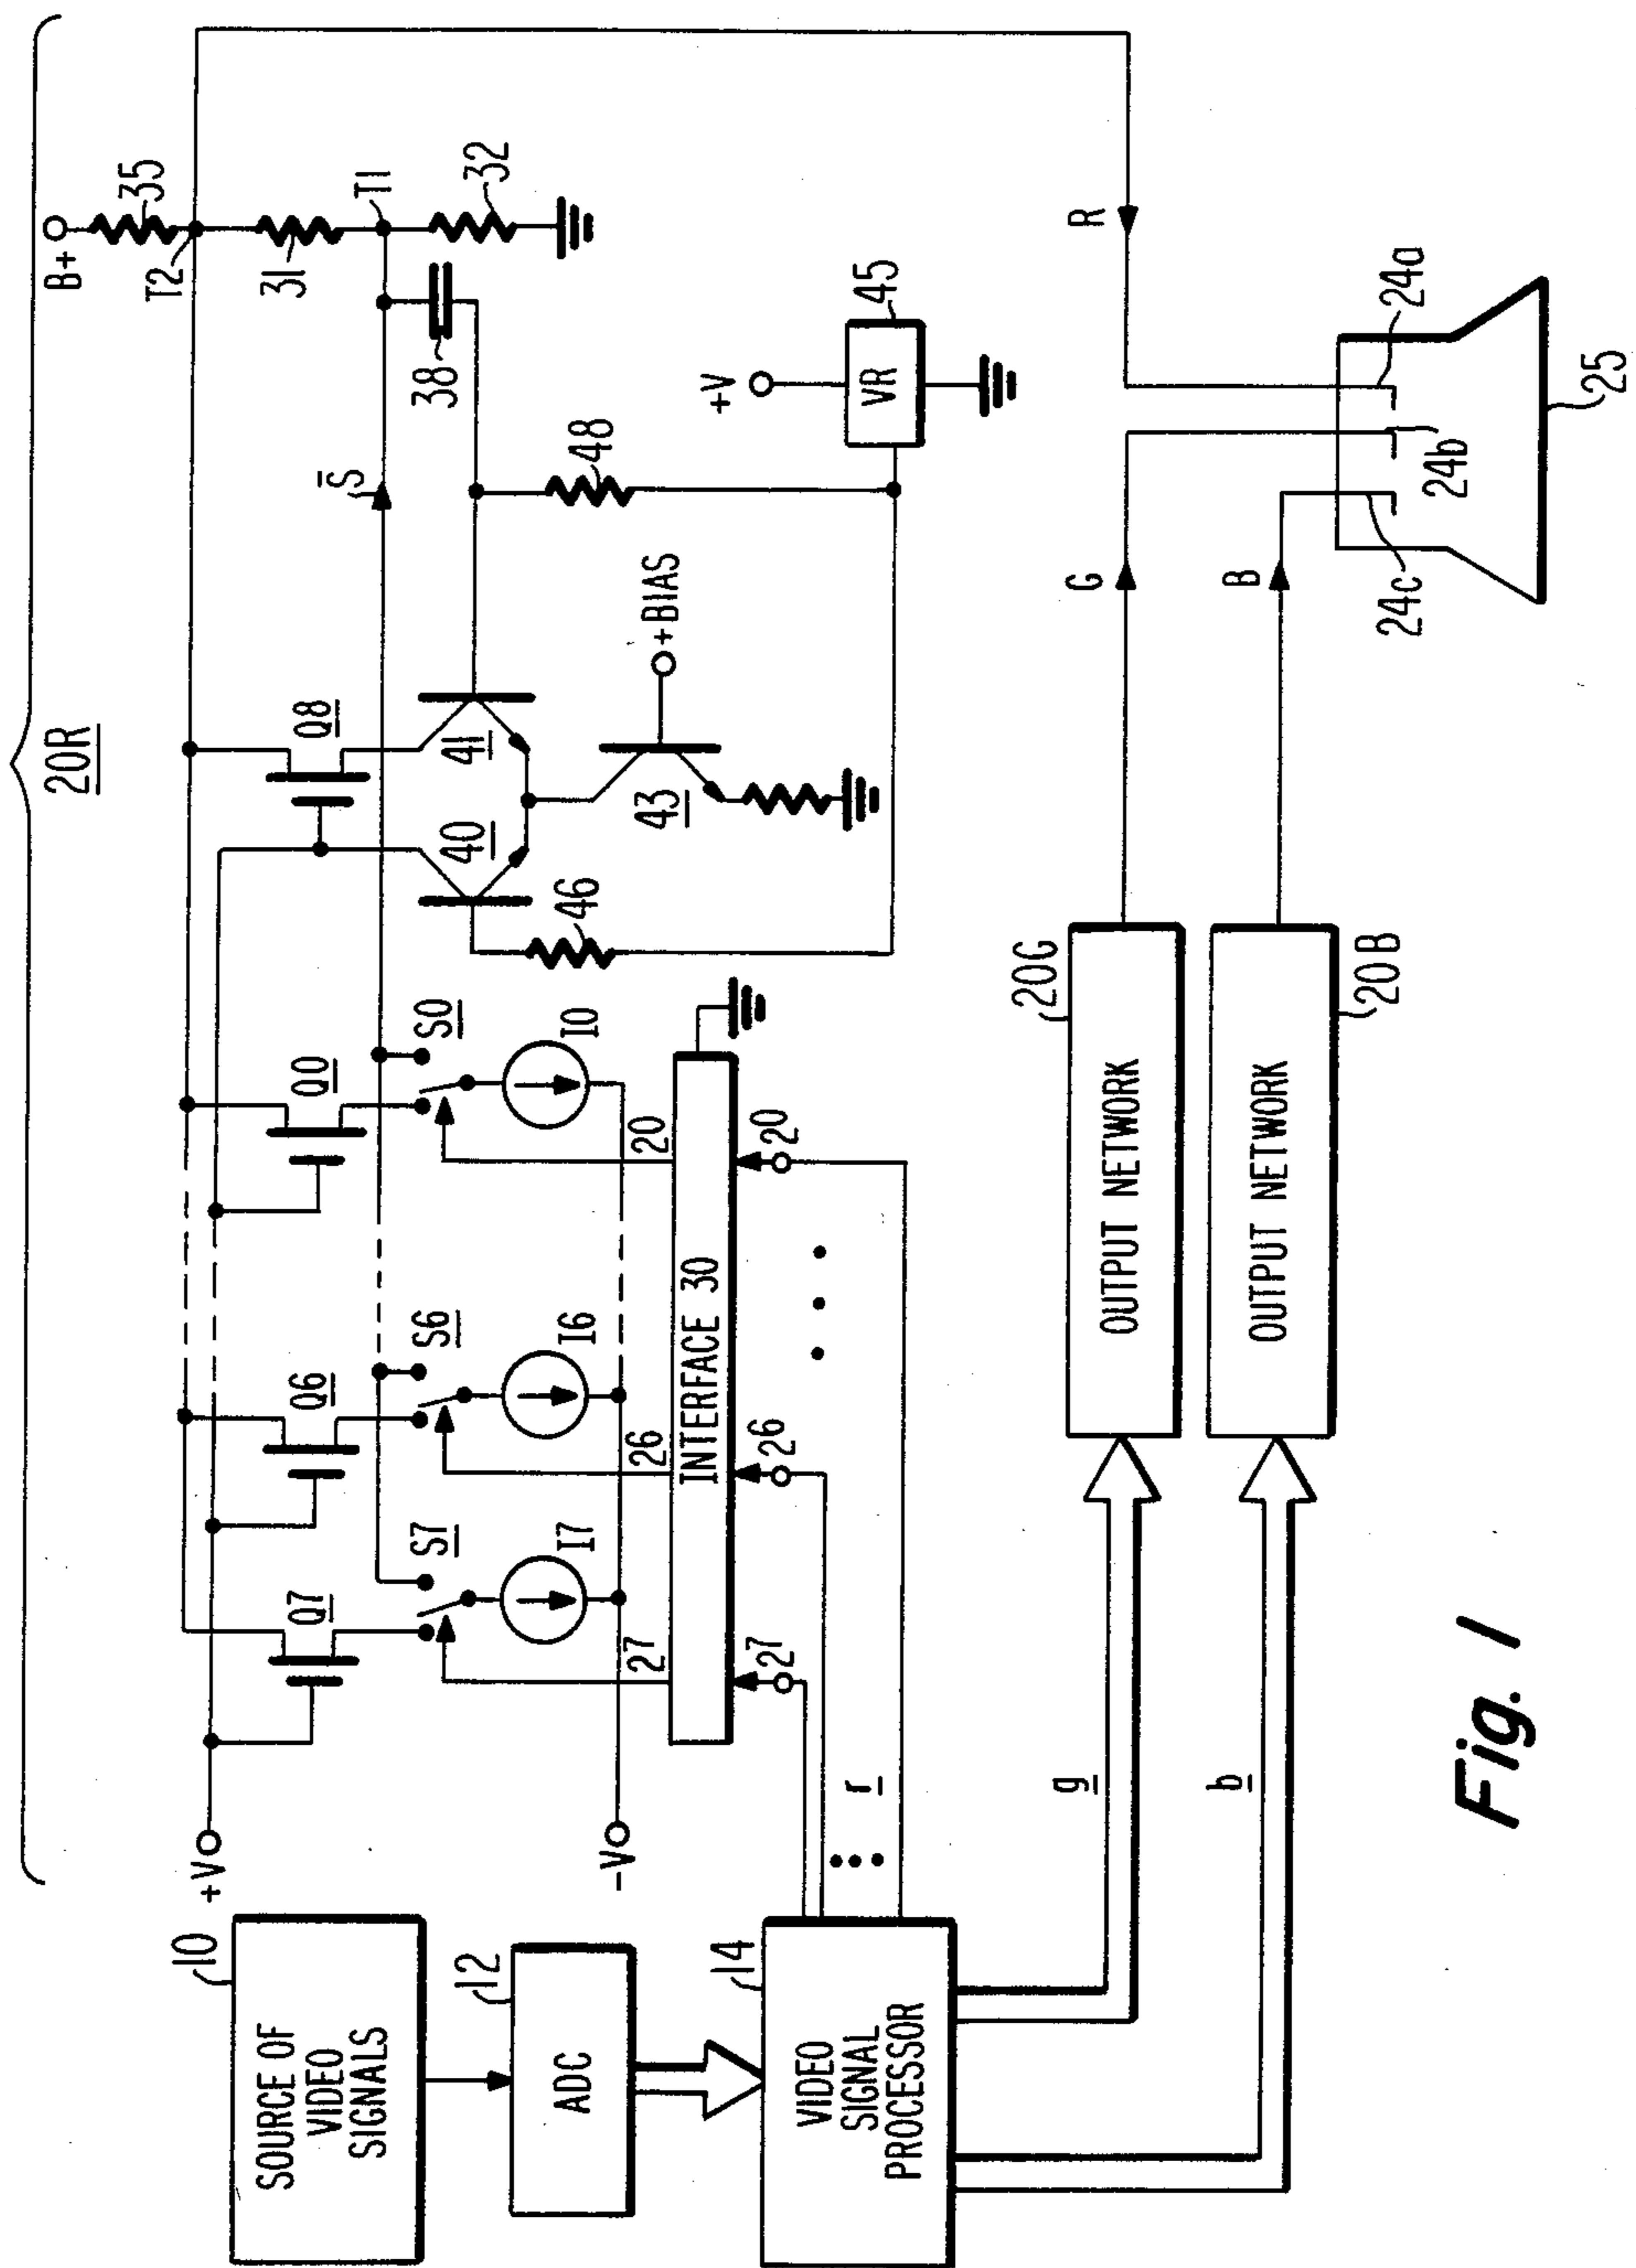 20R
B+
35
T2
31
T1
32
+V
Q7
Q6
Q0
Q8
S̄
38
S7
S6
S0
40
41
46
48
43
+BIAS
+V
VR
45
I7
I6
I0
-V
27
26
20
INTERFACE 30
27
26
20
10
SOURCE OF
VIDEO
SIGNALS
12
ADC
14
VIDEO
SIGNAL
PROCESSOR
r
g
b
20G
OUTPUT NETWORK
20B
OUTPUT NETWORK
R
G
B
24a
24b
24c
25
Fig. 1